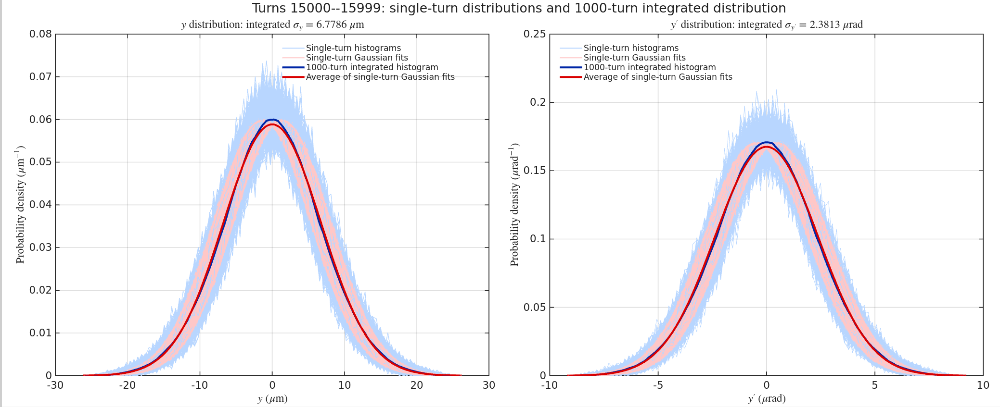 Turns 15000--15999: single-turn distributions and 1000-turn integrated distribution
y distribution: integrated σ_y = 6.7786 μm
0.08
0.07
0.06
0.05
0.04
0.03
0.02
0.01
0
Probability density (μm⁻¹)
Single-turn histograms
Single-turn Gaussian fits
1000-turn integrated histogram
Average of single-turn Gaussian fits
-30 -20 -10 0 10 20 30
y (μm)
y′ distribution: integrated σ_y′ = 2.3813 μrad
0.25
0.2
0.15
0.1
0.05
0
Probability density (μrad⁻¹)
Single-turn histograms
Single-turn Gaussian fits
1000-turn integrated histogram
Average of single-turn Gaussian fits
-10 -5 0 5 10
y′ (μrad)